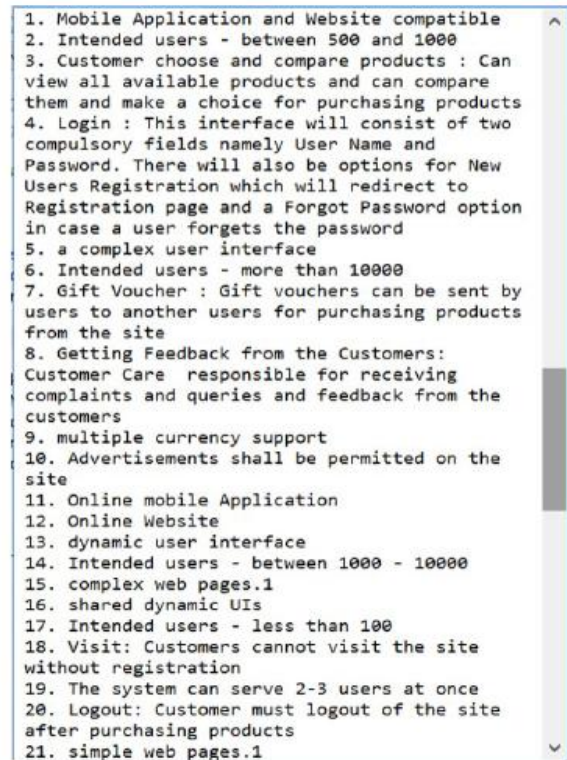 1. Mobile Application and Website compatible
2. Intended users - between 500 and 1000
3. Customer choose and compare products : Can
view all available products and can compare
them and make a choice for purchasing products
4. Login : This interface will consist of two
compulsory fields namely User Name and
Password. There will also be options for New
Users Registration which will redirect to
Registration page and a Forgot Password option
in case a user forgets the password
5. a complex user interface
6. Intended users - more than 10000
7. Gift Voucher : Gift vouchers can be sent by
users to another users for purchasing products
from the site
8. Getting Feedback from the Customers:
Customer Care  responsible for receiving
complaints and queries and feedback from the
customers
9. multiple currency support
10. Advertisements shall be permitted on the
site
11. Online mobile Application
12. Online Website
13. dynamic user interface
14. Intended users - between 1000 - 10000
15. complex web pages.1
16. shared dynamic UIs
17. Intended users - less than 100
18. Visit: Customers cannot visit the site
without registration
19. The system can serve 2-3 users at once
20. Logout: Customer must logout of the site
after purchasing products
21. simple web pages.1